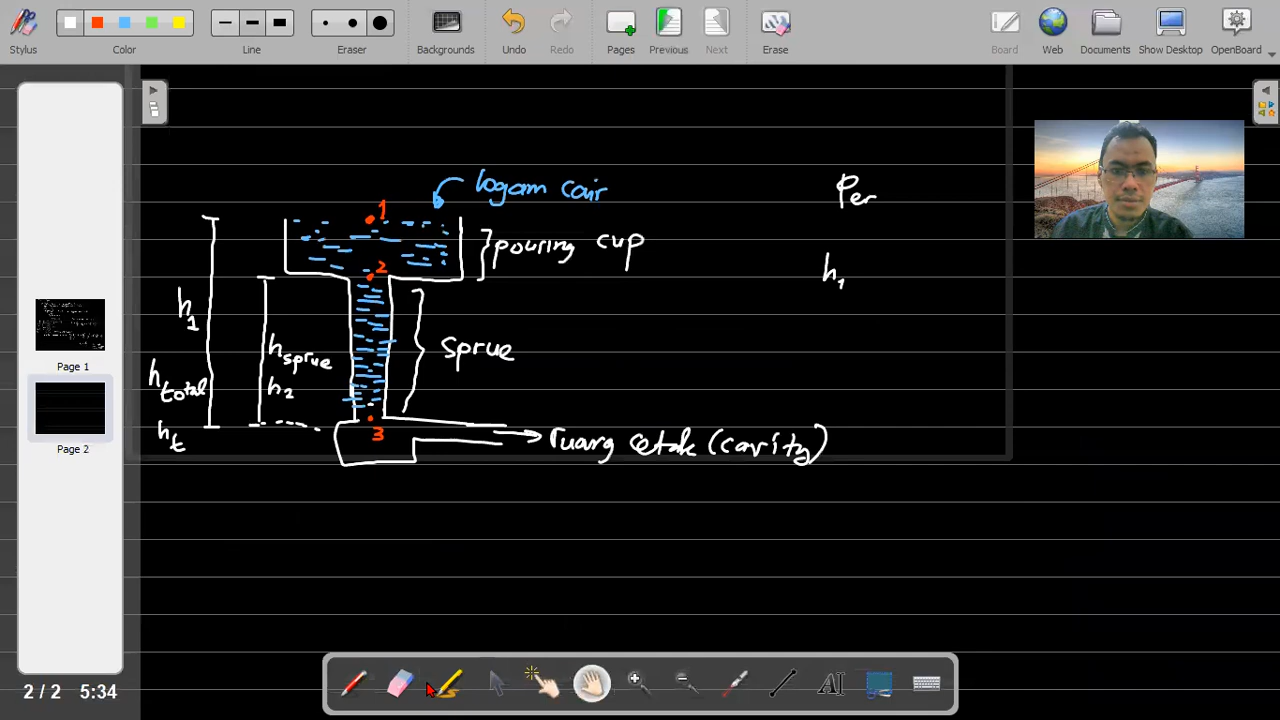 Stylus
Color
Line
Eraser
Backgrounds
Undo
Redo
Pages
Previous
Next
Erase
Board
Web
Documents
Show Desktop
OpenBoard
Page 1
Page 2
2 / 2
5:34
logam cair
1
Per
pouring cup
2
h1
h1
hsprue
sprue
htotal
h2
ht
3
ruang cetak (cavity)
AI